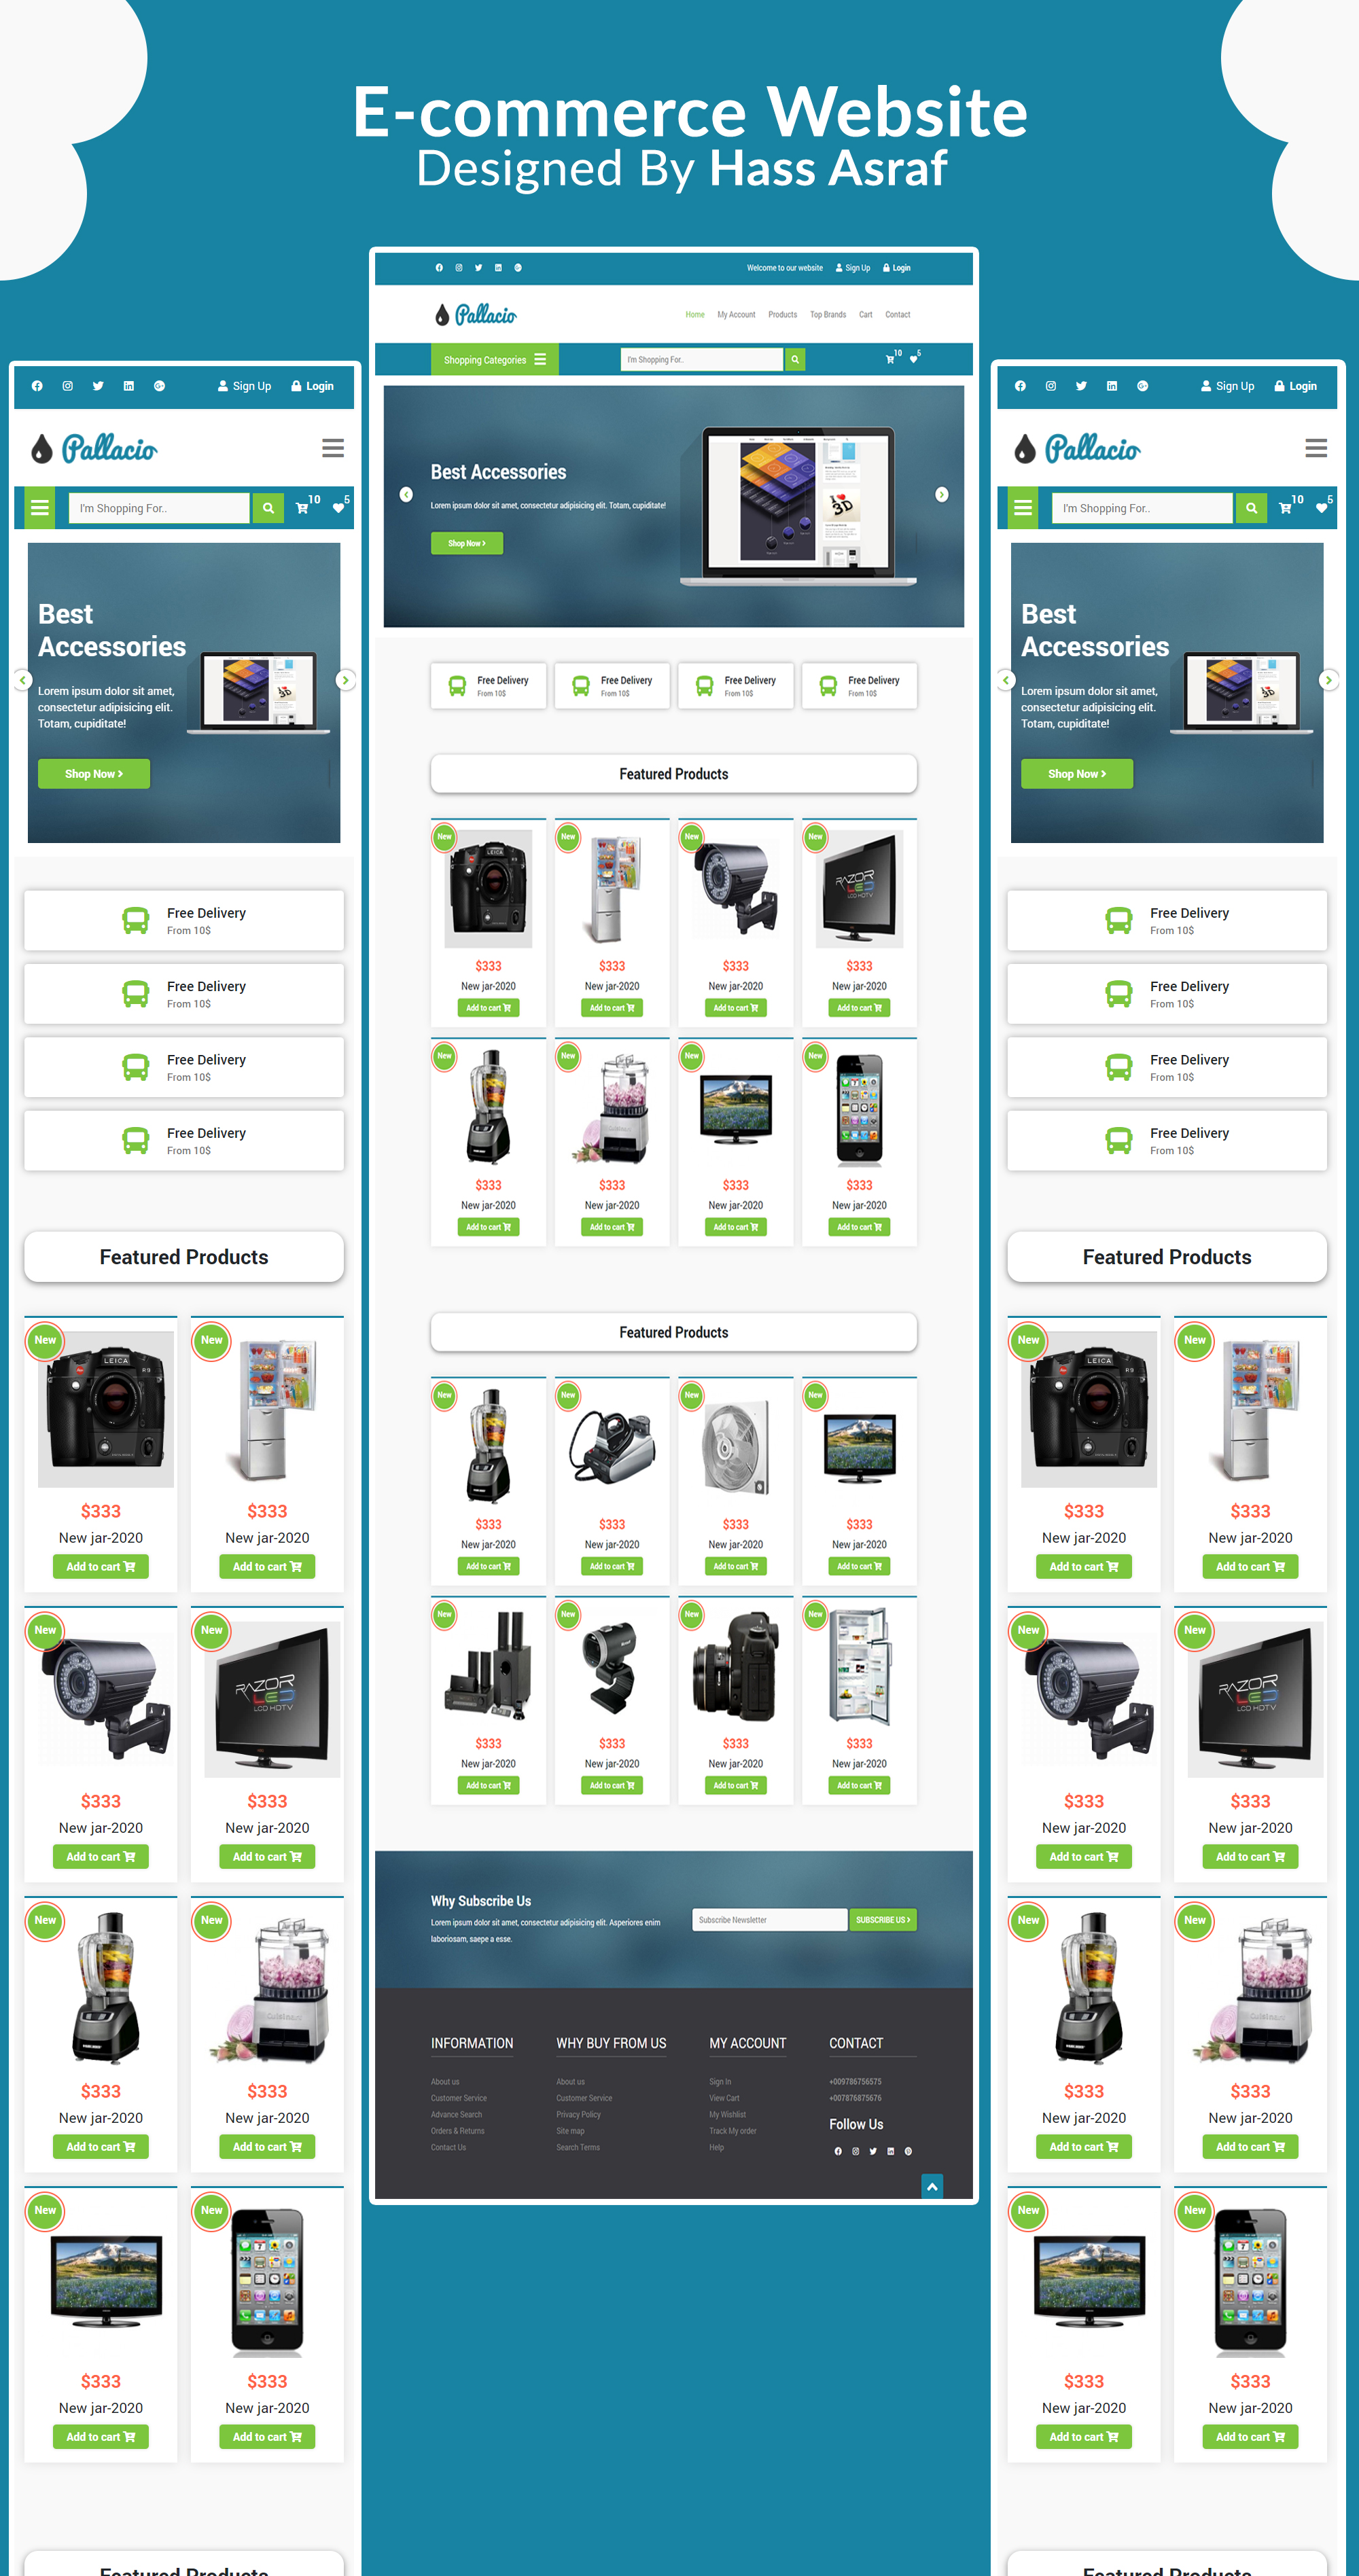 E-commerce Website
Designed By Hass Asraf
Sign Up Login
Pallacio
I'm Shopping For.. 10 5
Best
Accessories
Lorem ipsum dolor sit amet,
consectetur adipisicing elit.
Totam, cupiditate!
Shop Now
Free Delivery
From 10$
Free Delivery
From 10$
Free Delivery
From 10$
Free Delivery
From 10$
Featured Products
New New
LEICA R9
$333 $333
New jar-2020 New jar-2020
Add to cart Add to cart
New New
RAZOR
LED
LCD HDTV
$333 $333
New jar-2020 New jar-2020
Add to cart Add to cart
New New
Cuisinart
$333 $333
New jar-2020 New jar-2020
Add to cart Add to cart
New New
$333 $333
New jar-2020 New jar-2020
Add to cart Add to cart
Featured Products
Welcome to our website Sign Up Login
Pallacio
Home My Account Products Top Brands Cart Contact
Shopping Categories I'm Shopping For.. 10 5
Best Accessories
Lorem ipsum dolor sit amet, consectetur adipisicing elit. Totam, cupiditate!
Shop Now
I 3D
Free Delivery Free Delivery Free Delivery Free Delivery
From 10$ From 10$ From 10$ From 10$
Featured Products
New New New New
LEICA R9
RAZOR
LED
LCD HDTV
$333 $333 $333 $333
New jar-2020 New jar-2020 New jar-2020 New jar-2020
Add to cart Add to cart Add to cart Add to cart
New New New New
$333 $333 $333 $333
New jar-2020 New jar-2020 New jar-2020 New jar-2020
Add to cart Add to cart Add to cart Add to cart
Featured Products
New New New New
$333 $333 $333 $333
New jar-2020 New jar-2020 New jar-2020 New jar-2020
Add to cart Add to cart Add to cart Add to cart
New New New New
$333 $333 $333 $333
New jar-2020 New jar-2020 New jar-2020 New jar-2020
Add to cart Add to cart Add to cart Add to cart
Why Subscribe Us
Lorem ipsum dolor sit amet, consectetur adipisicing elit. Asperiores enim
laboriosam, saepe a esse.
Subscribe Newsletter SUBSCRIBE US
INFORMATION
About us
Customer Service
Advance Search
Orders & Returns
Contact Us
WHY BUY FROM US
About us
Customer Service
Privacy Policy
Site map
Search Terms
MY ACCOUNT
Sign In
View Cart
My Wishlist
Track My order
Help
CONTACT
+009786756575
+007876875676
Follow Us
Sign Up Login
Pallacio
I'm Shopping For.. 10 5
Best
Accessories
Lorem ipsum dolor sit amet,
consectetur adipisicing elit.
Totam, cupiditate!
Shop Now
Free Delivery
From 10$
Free Delivery
From 10$
Free Delivery
From 10$
Free Delivery
From 10$
Featured Products
New New
LEICA R9
$333 $333
New jar-2020 New jar-2020
Add to cart Add to cart
New New
RAZOR
LED
LCD HDTV
$333 $333
New jar-2020 New jar-2020
Add to cart Add to cart
New New
Cuisinart
$333 $333
New jar-2020 New jar-2020
Add to cart Add to cart
New New
$333 $333
New jar-2020 New jar-2020
Add to cart Add to cart
Featured Products